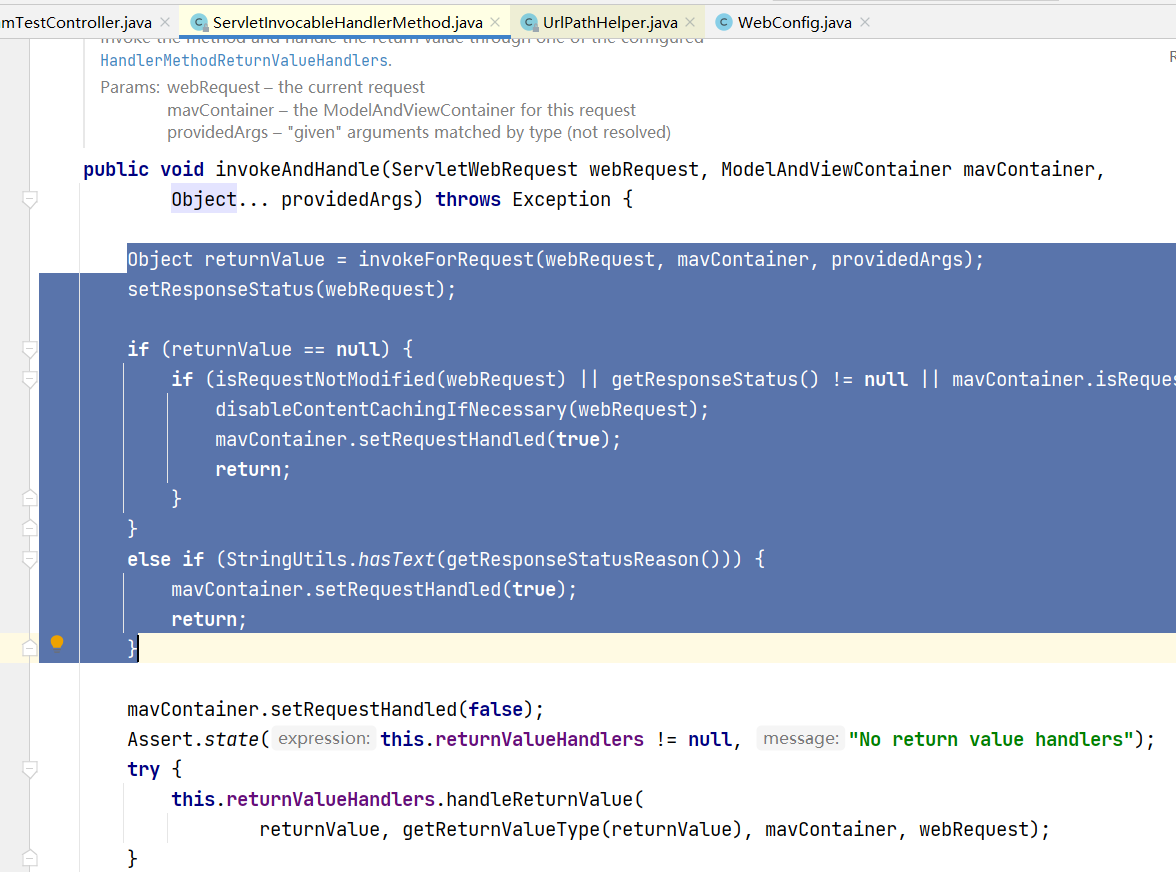 mTestController.java ServletInvocableHandlerMethod.java UrlPathHelper.java WebConfig.java
Invoke the method and handle the return value through one of the configured
HandlerMethodReturnValueHandlers.
Params: webRequest – the current request
mavContainer – the ModelAndViewContainer for this request
providedArgs – "given" arguments matched by type (not resolved)
public void invokeAndHandle(ServletWebRequest webRequest, ModelAndViewContainer mavContainer,
Object... providedArgs) throws Exception {
Object returnValue = invokeForRequest(webRequest, mavContainer, providedArgs);
setResponseStatus(webRequest);
if (returnValue == null) {
if (isRequestNotModified(webRequest) || getResponseStatus() != null || mavContainer.isReques
disableContentCachingIfNecessary(webRequest);
mavContainer.setRequestHandled(true);
return;
}
}
else if (StringUtils.hasText(getResponseStatusReason())) {
mavContainer.setRequestHandled(true);
return;
}
mavContainer.setRequestHandled(false);
Assert.state( expression: this.returnValueHandlers != null, message: "No return value handlers");
try {
this.returnValueHandlers.handleReturnValue(
returnValue, getReturnValueType(returnValue), mavContainer, webRequest);
}